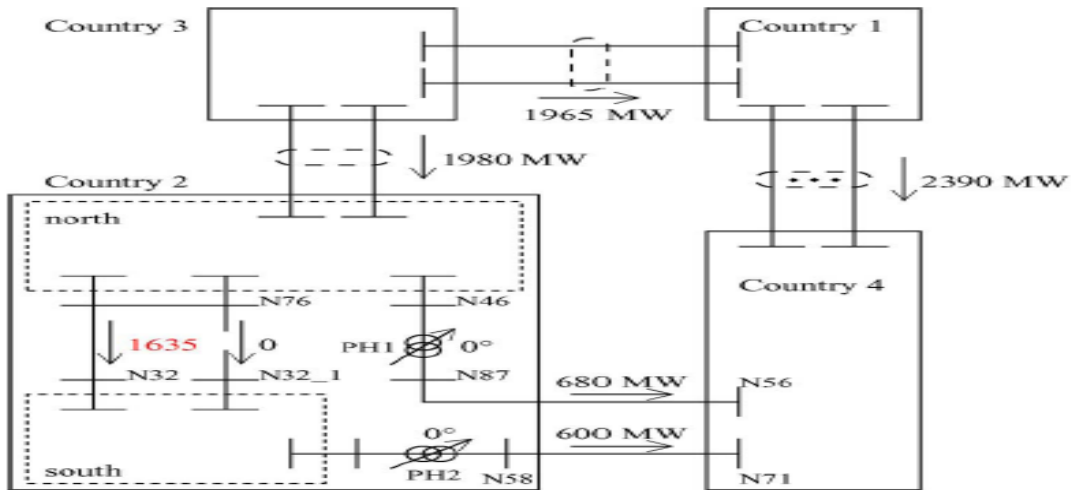 Country 3
Country 1
1965 MW
1980 MW
2390 MW
Country 2
north
Country 4
N76
N46
1635
0
PH1
0°
N32
N32_1
N87
680 MW
N56
0°
600 MW
south
PH2
N58
N71